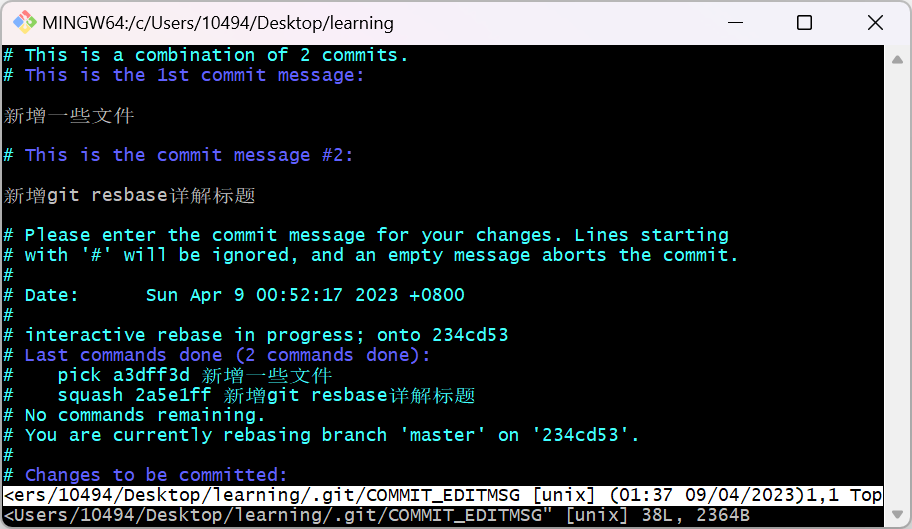 MINGW64:/c/Users/10494/Desktop/learning
# This is a combination of 2 commits.
# This is the 1st commit message:
新增一些文件
# This is the commit message #2:
新增git resbase详解标题
# Please enter the commit message for your changes. Lines starting
# with '#' will be ignored, and an empty message aborts the commit.
#
# Date:      Sun Apr 9 00:52:17 2023 +0800
#
# interactive rebase in progress; onto 234cd53
# Last commands done (2 commands done):
#    pick a3dff3d 新增一些文件
#    squash 2a5e1ff 新增git resbase详解标题
# No commands remaining.
# You are currently rebasing branch 'master' on '234cd53'.
#
# Changes to be committed:
<ers/10494/Desktop/learning/.git/COMMIT_EDITMSG [unix] (01:37 09/04/2023)1,1 Top
<Users/10494/Desktop/learning/.git/COMMIT_EDITMSG" [unix] 38L, 2364B